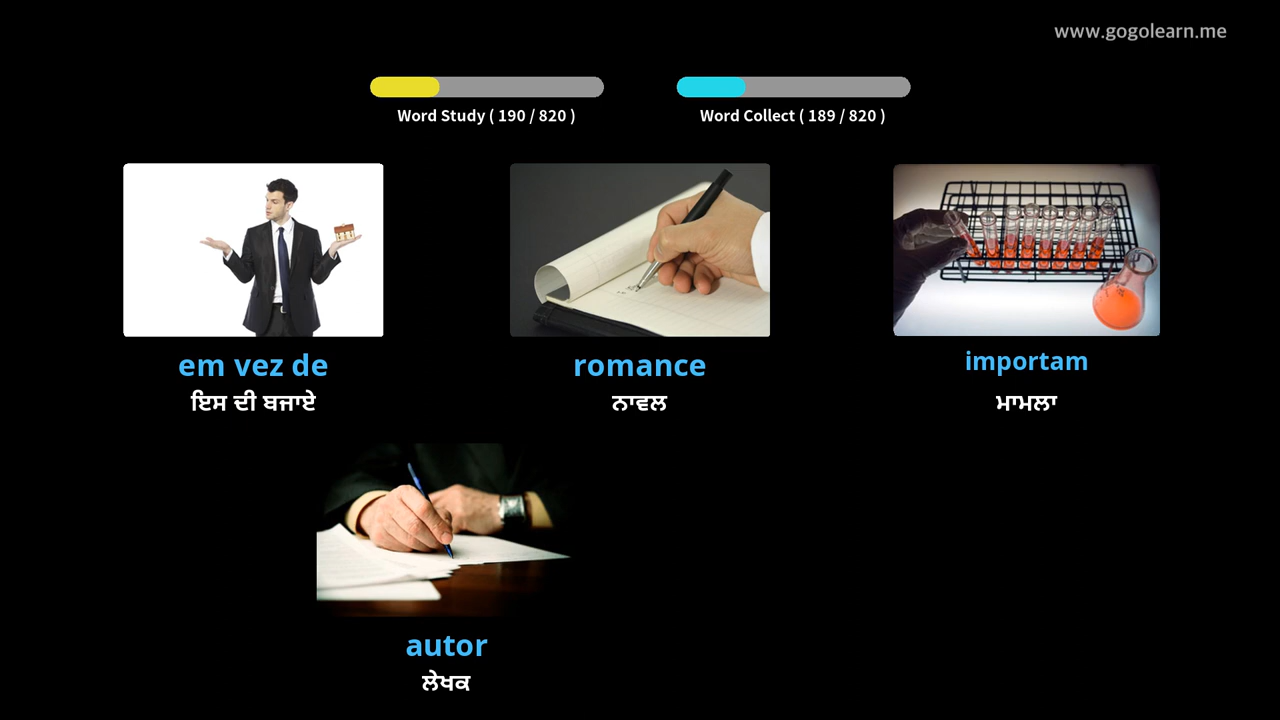 www.gogolearn.me
Word Study ( 190 / 820 )
Word Collect ( 189 / 820 )
em vez de
ਇਸ ਦੀ ਬਜਾਏ
romance
ਨਾਵਲ
importam
ਮਾਮਲਾ
autor
ਲੇਖਕ